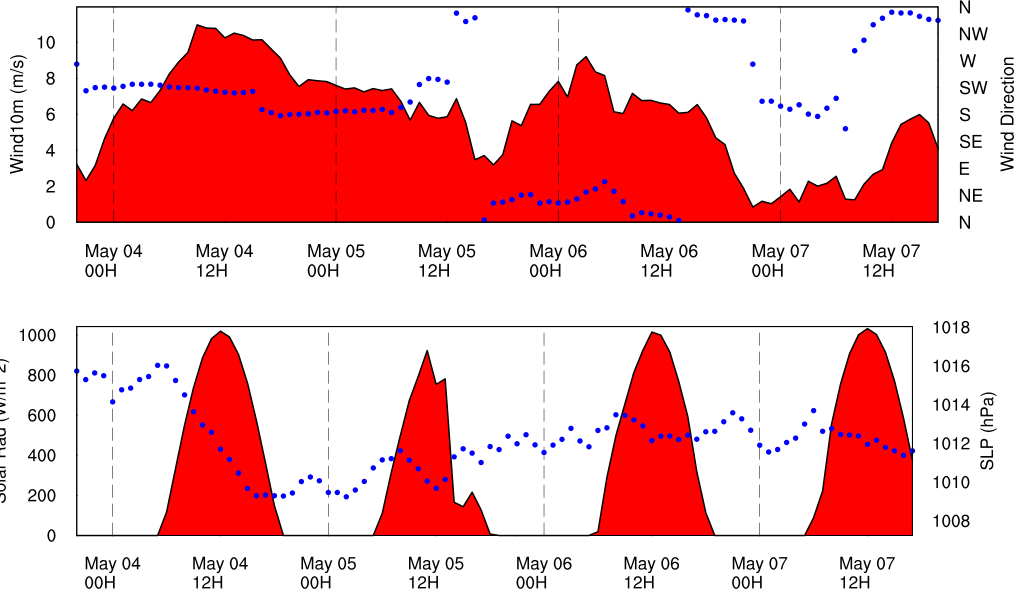 N
10
NW
8
W
SW
6
S
4
SE
E
2
NE
0
N
Wind10m (m/s)
Wind Direction
May 04 May 04 May 05 May 05 May 06 May 06 May 07 May 07
00H 12H 00H 12H 00H 12H 00H 12H
1018
1000
1016
800
1014
600
1012
400
1010
200
1008
0
Solar Rad (W/m^2)
SLP (hPa)
May 04 May 04 May 05 May 05 May 06 May 06 May 07 May 07
00H 12H 00H 12H 00H 12H 00H 12H